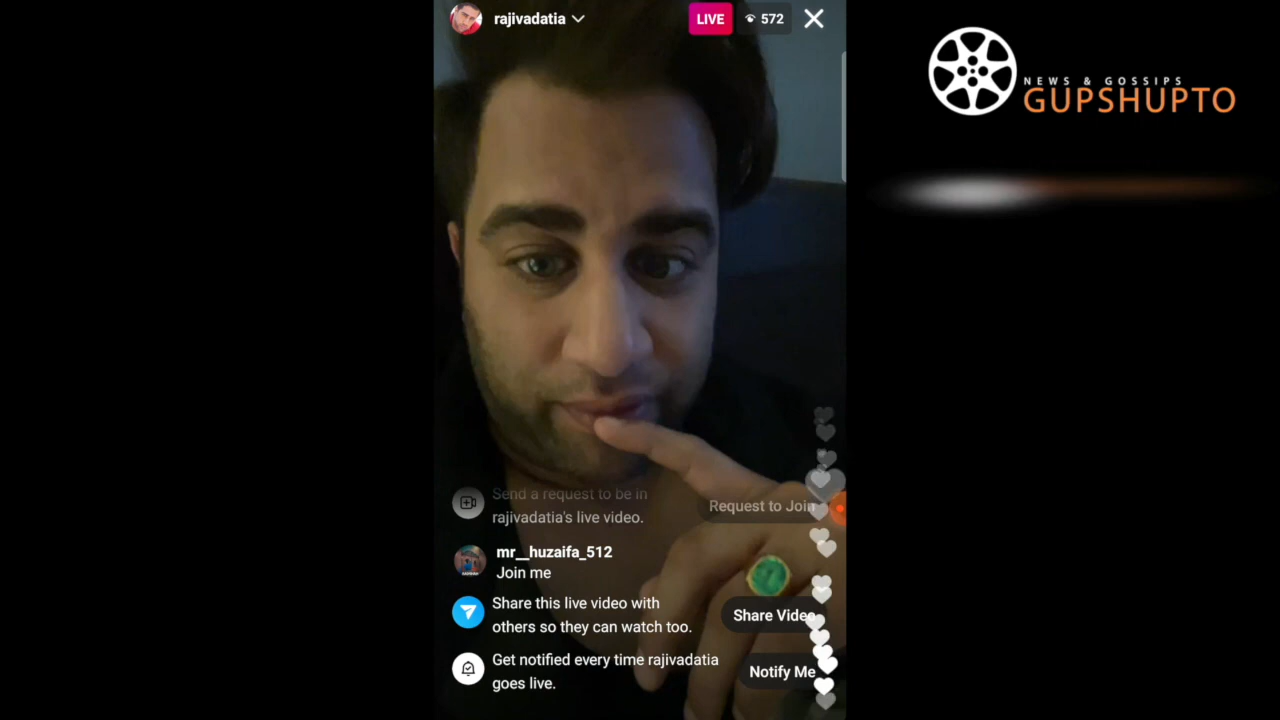 rajivadatia
LIVE
572
NEWS & GOSSIPS
GUPSHUPTO
Send a request to be in
rajivadatia's live video.
Request to Join
mr__huzaifa_512
Join me
Share this live video with
others so they can watch too.
Share Video
Get notified every time rajivadatia
goes live.
Notify Me